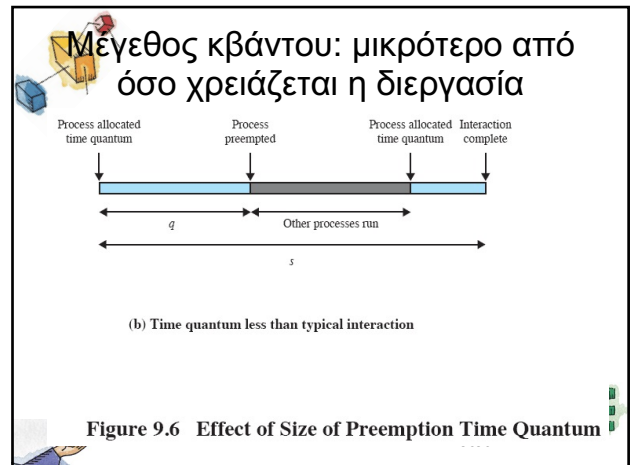 Μέγεθος κβάντου: μικρότερο από
όσο χρειάζεται η διεργασία
Process allocated
time quantum
Process
preempted
Process allocated
time quantum
Interaction
complete
q
Other processes run
s
(b) Time quantum less than typical interaction
Figure 9.6 Effect of Size of Preemption Time Quantum